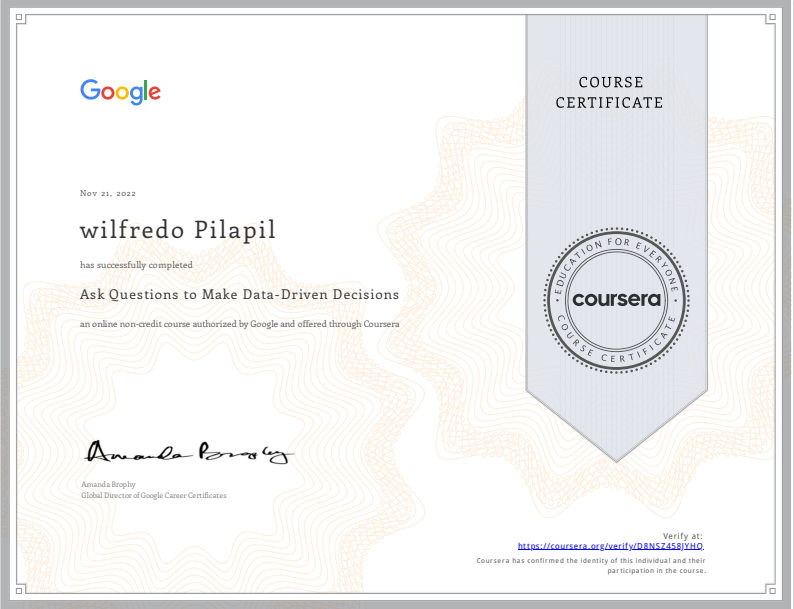 Google
COURSE
CERTIFICATE
Nov 21, 2022
wilfredo Pilapil
has successfully completed
Ask Questions to Make Data-Driven Decisions
an online non-credit course authorized by Google and offered through Coursera
EDUCATION FOR EVERYONE
coursera
COURSE CERTIFICATE
Amanda Brophy
Amanda Brophy
Global Director of Google Career Certificates
Verify at:
https://coursera.org/verify/D8NSZ458JYHQ
Coursera has confirmed the identity of this individual and their
participation in the course.